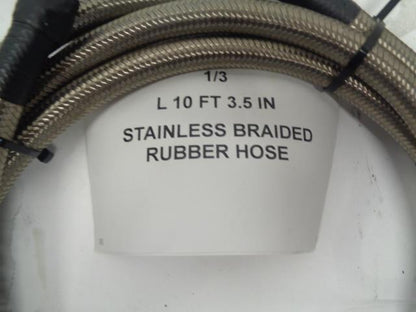 1/3
L 10 FT 3.5 IN
STAINLESS BRAIDED
RUBBER HOSE